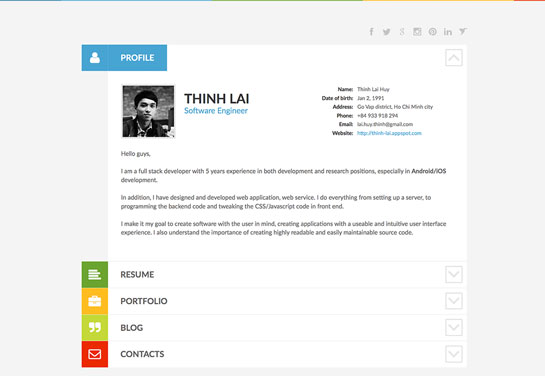 PROFILE
THINH LAI
Software Engineer
Name: Thinh Lai Huy
Date of birth: Jan 2, 1991
Address: Go Vap district, Ho Chi Minh city
Phone: +84 933 918 294
Email: lai.huy.thinh@gmail.com
Website: http://thinh-lai.appspot.com
Hello guys,
I am a full stack developer with 5 years experience in both development and research positions, especially in Android/iOS
development.
In addition, I have designed and developed web application, web service. I do everything from setting up a server, to
programming the backend code and tweaking the CSS/Javascript code in front end.
I make it my goal to create software with the user in mind, creating applications with a useable and intuitive user interface
experience. I also understand the importance of creating highly readable and easily maintainable source code.
RESUME
PORTFOLIO
BLOG
CONTACTS